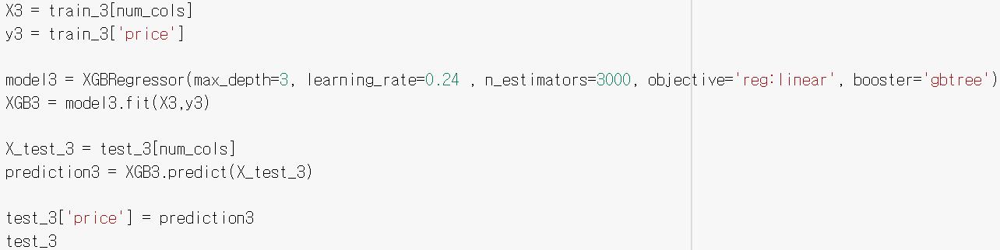 X3 = train_3[num_cols]
y3 = train_3['price']
model3 = XGBRegressor(max_depth=3, learning_rate=0.24 , n_estimators=3000, objective='reg:linear', booster='gbtree')
XGB3 = model3.fit(X3,y3)
X_test_3 = test_3[num_cols]
prediction3 = XGB3.predict(X_test_3)
test_3['price'] = prediction3
test_3